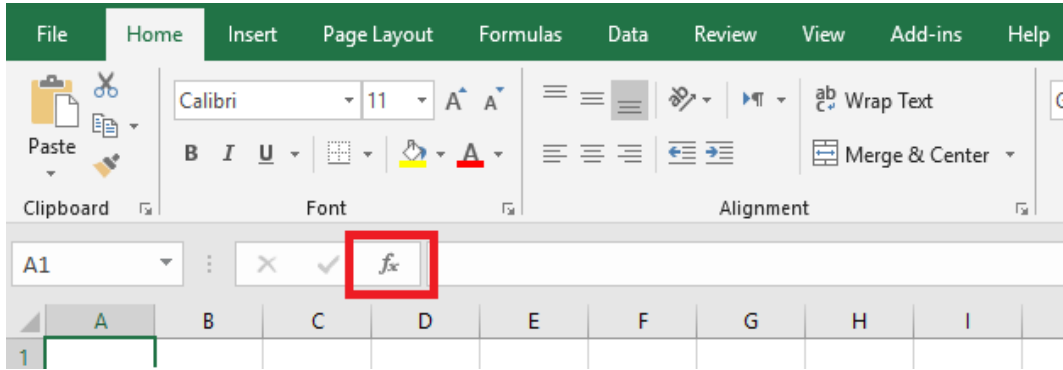 File Home Insert Page Layout Formulas Data Review View Add-ins Help
Calibri 11 A A ab Wrap Text
Paste B I U A Merge & Center
Clipboard Font Alignment
A1 fx
A B C D E F G H I
1